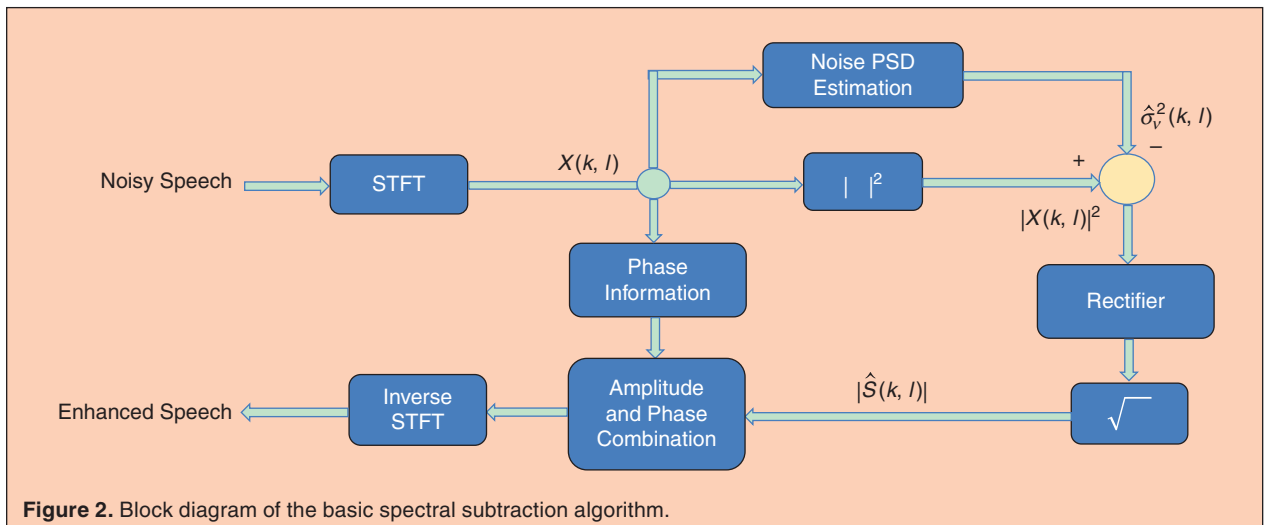 Noise PSD
Estimation
σ̂ᵥ²(k, l)
–
Noisy Speech
STFT
X(k, l)
| |²
+
|X(k, l)|²
Phase
Information
Rectifier
Enhanced Speech
Inverse
STFT
Amplitude
and Phase
Combination
|Ŝ(k, l)|
√
Figure 2. Block diagram of the basic spectral subtraction algorithm.